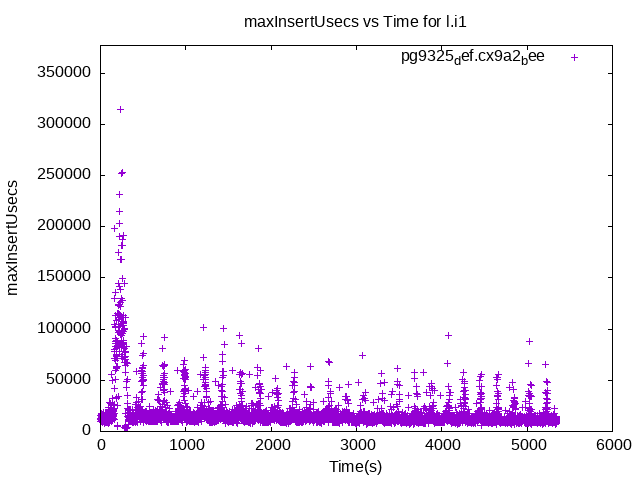 maxInsertUsecs vs Time for l.i1
pg9325def.cx9a2bee
maxInsertUsecs
350000
300000
250000
200000
150000
100000
50000
0
0 1000 2000 3000 4000 5000 6000
Time(s)